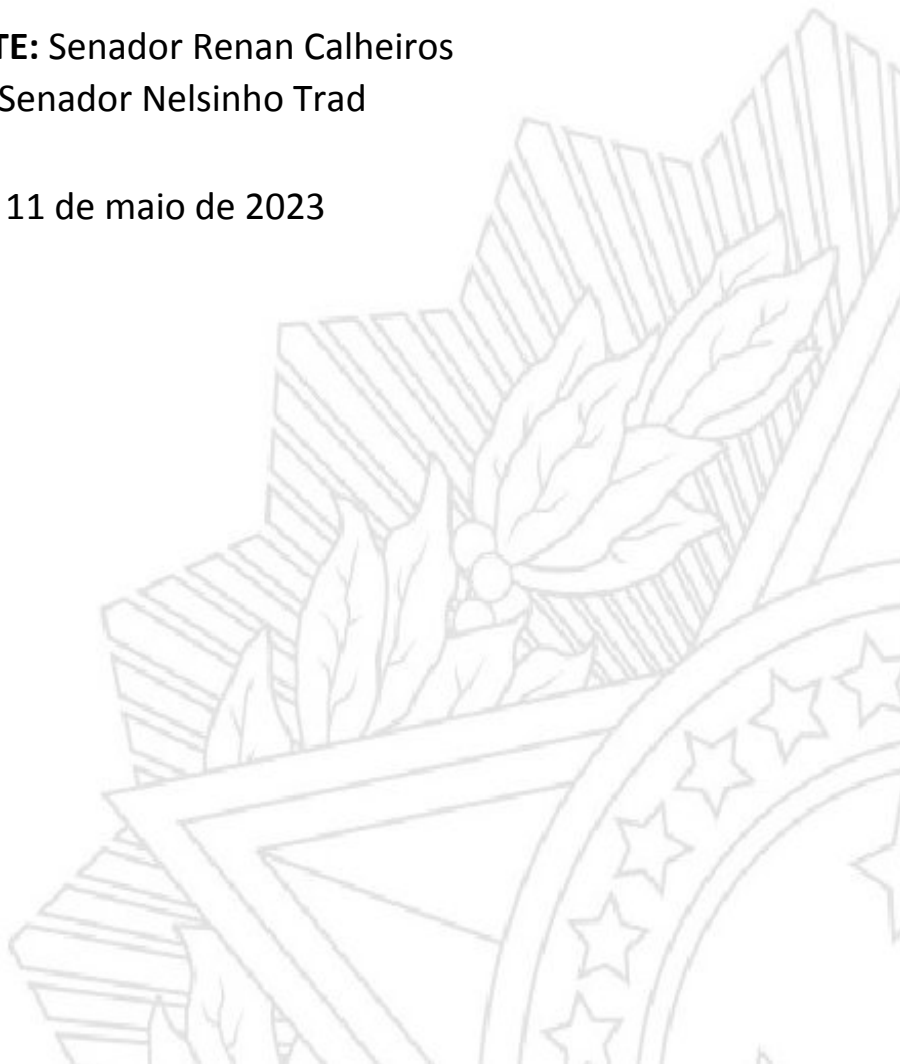 TE: Senador Renan Calheiros
Senador Nelsinho Trad
11 de maio de 2023